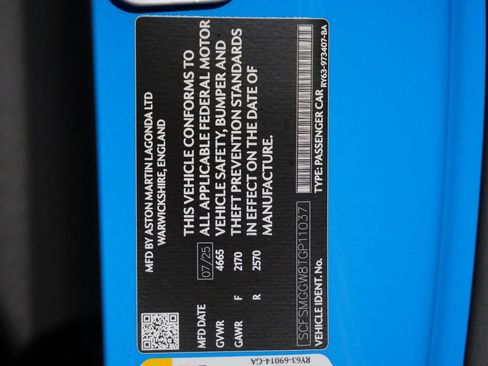 MFD BY ASTON MARTIN LAGONDA LTD
WARWICKSHIRE, ENGLAND
THIS VEHICLE CONFORMS TO
ALL APPLICABLE FEDERAL MOTOR
VEHICLE SAFETY, BUMPER AND
THEFT PREVENTION STANDARDS
IN EFFECT ON THE DATE OF
MANUFACTURE.
MFD DATE 07/25
GVWR 4665
GAWR F 2170
R 2570
SCFSMGGW8TGP11037
VEHICLE IDENT. No. TYPE: PASSENGER CAR
RY63-973407-BA
RY63-69014-GA